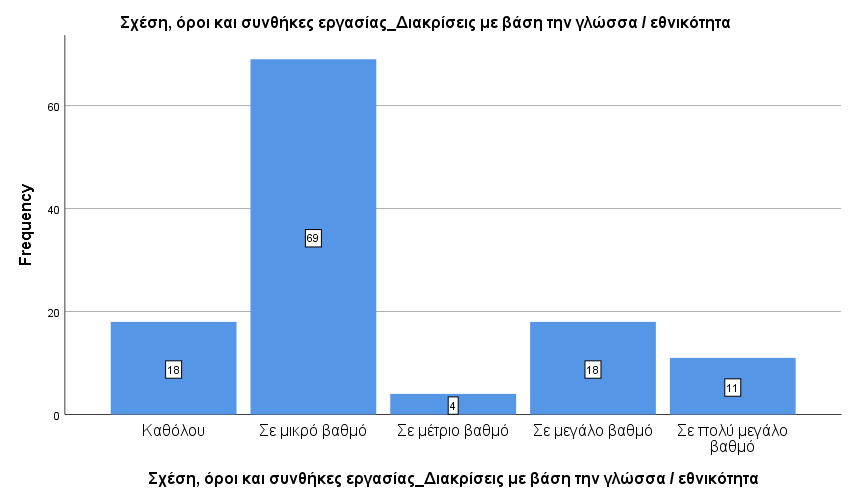 Σχέση, όροι και συνθήκες εργασίας_Διακρίσεις με βάση την γλώσσα / εθνικότητα
Frequency
60
40
20
0
69
18
4
18
11
Καθόλου
Σε μικρό βαθμό
Σε μέτριο βαθμό
Σε μεγάλο βαθμό
Σε πολύ μεγάλο
βαθμό
Σχέση, όροι και συνθήκες εργασίας_Διακρίσεις με βάση την γλώσσα / εθνικότητα